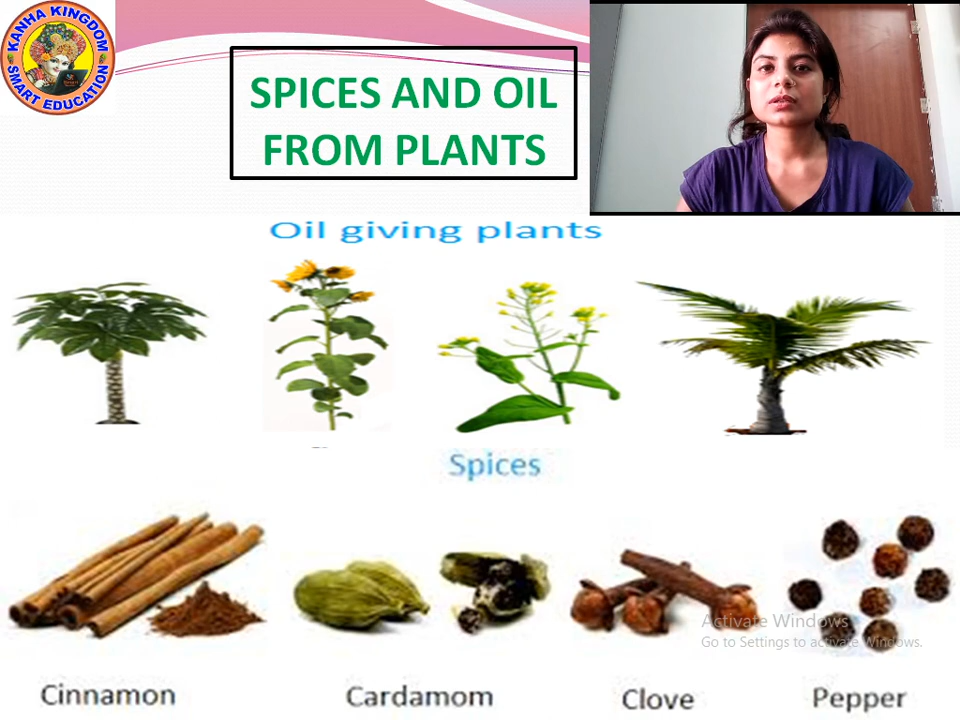 KANHA KINGDOM
SMART EDUCATION
SPICES AND OIL
FROM PLANTS
Oil giving plants
Spices
Activate Windows
Go to Settings to activate Windows.
Cinnamon
Cardamom
Clove
Pepper